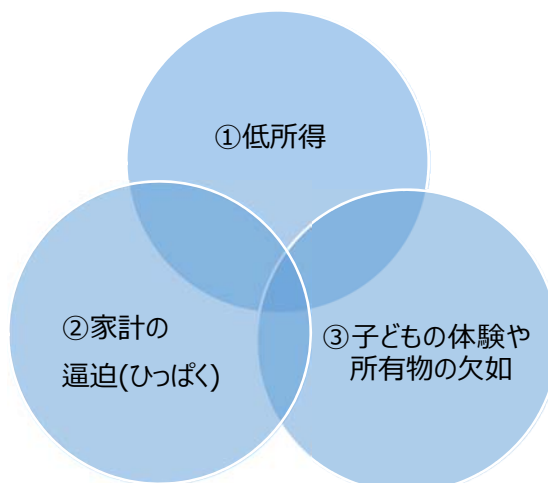 ①低所得
②家計の
逼迫(ひっぱく)
③子どもの体験や
所有物の欠如